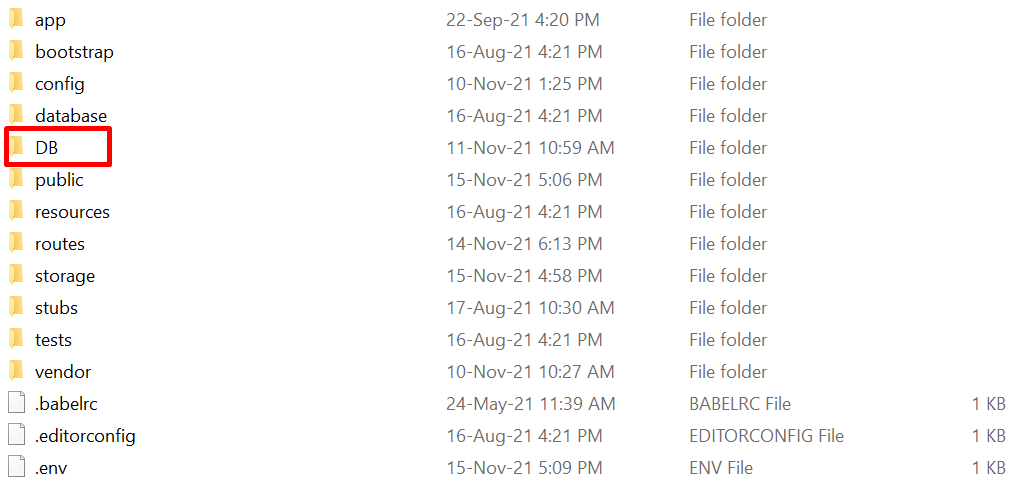 app 22-Sep-21 4:20 PM File folder
bootstrap 16-Aug-21 4:21 PM File folder
config 10-Nov-21 1:25 PM File folder
database 16-Aug-21 4:21 PM File folder
DB 11-Nov-21 10:59 AM File folder
public 15-Nov-21 5:06 PM File folder
resources 16-Aug-21 4:21 PM File folder
routes 14-Nov-21 6:13 PM File folder
storage 15-Nov-21 4:58 PM File folder
stubs 17-Aug-21 10:30 AM File folder
tests 16-Aug-21 4:21 PM File folder
vendor 10-Nov-21 10:27 AM File folder
.babelrc 24-May-21 11:39 AM BABELRC File 1 KB
.editorconfig 16-Aug-21 4:21 PM EDITORCONFIG File 1 KB
.env 15-Nov-21 5:09 PM ENV File 1 KB